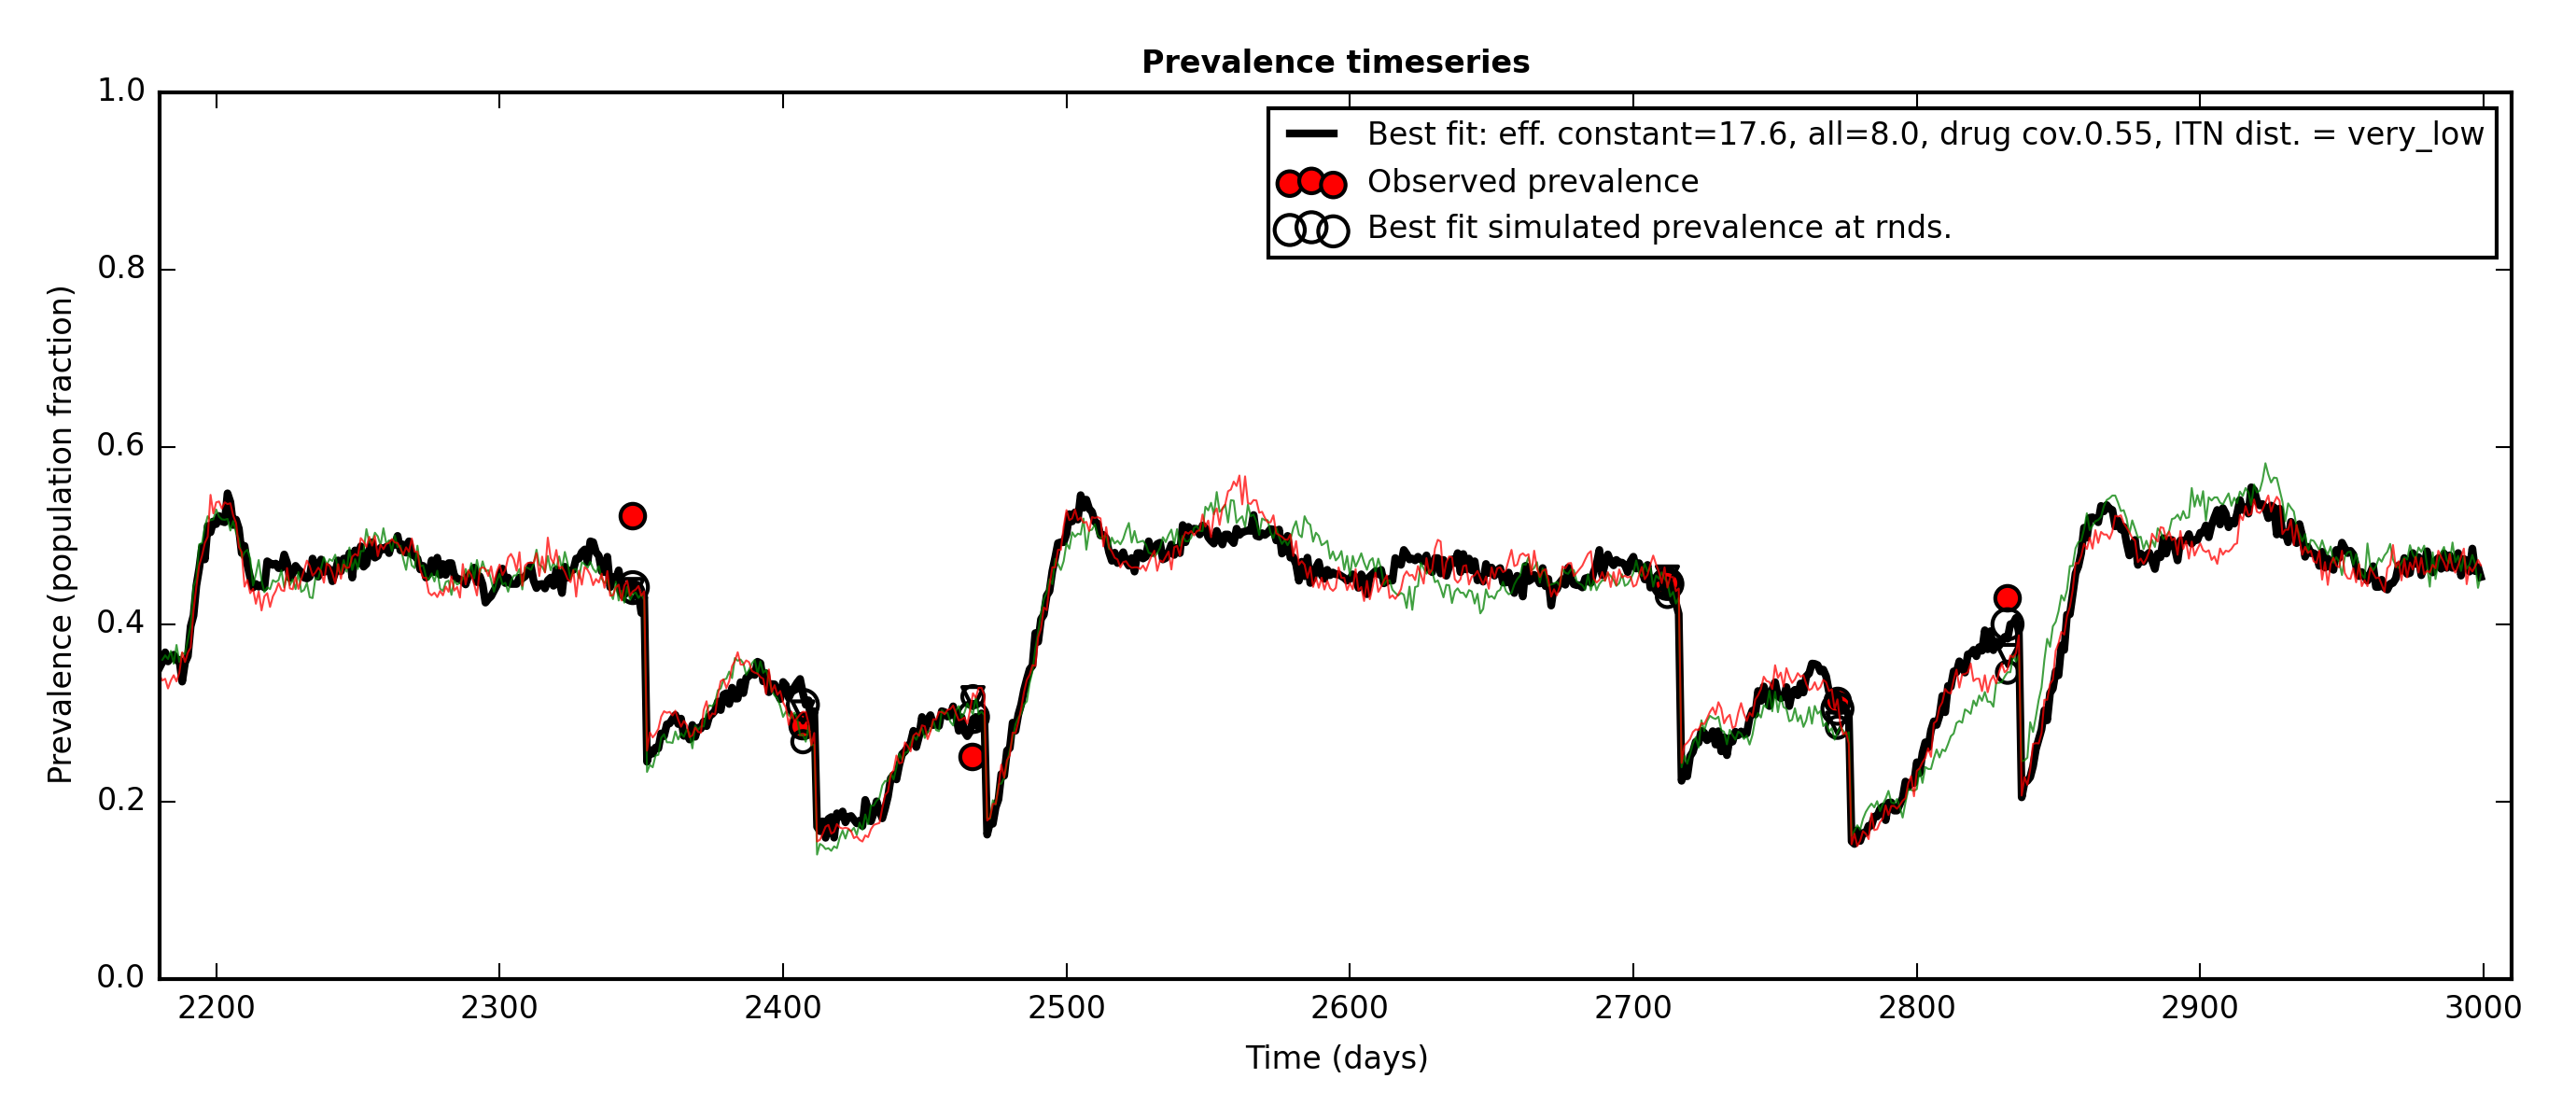 Prevalence timeseries
1.0
0.8
0.6
0.4
0.2
0.0
Prevalence (population fraction)
Best fit: eff. constant=17.6, all=8.0, drug cov.0.55, ITN dist. = very_low
Observed prevalence
Best fit simulated prevalence at rnds.
2200 2300 2400 2500 2600 2700 2800 2900 3000
Time (days)